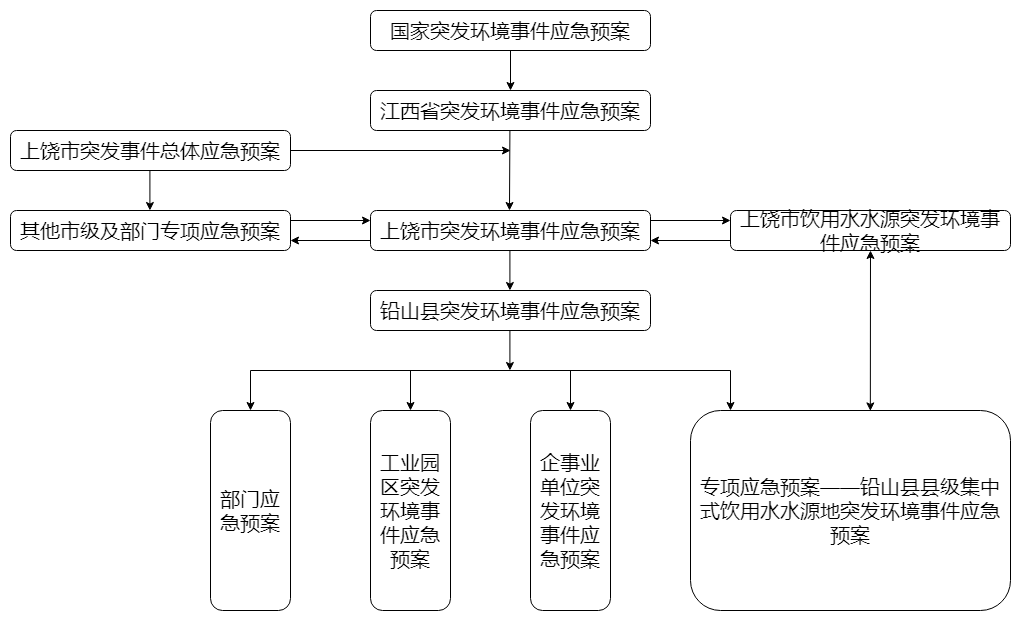 国家突发环境事件应急预案
江西省突发环境事件应急预案
上饶市突发事件总体应急预案
其他市级及部门专项应急预案
上饶市突发环境事件应急预案
上饶市饮用水水源突发环境事
件应急预案
铅山县突发环境事件应急预案
部门应
急预案
工业园
区突发
环境事
件应急
预案
企事业
单位突
发环境
事件应
急预案
专项应急预案——铅山县县级集中
式饮用水水源地突发环境事件应急
预案